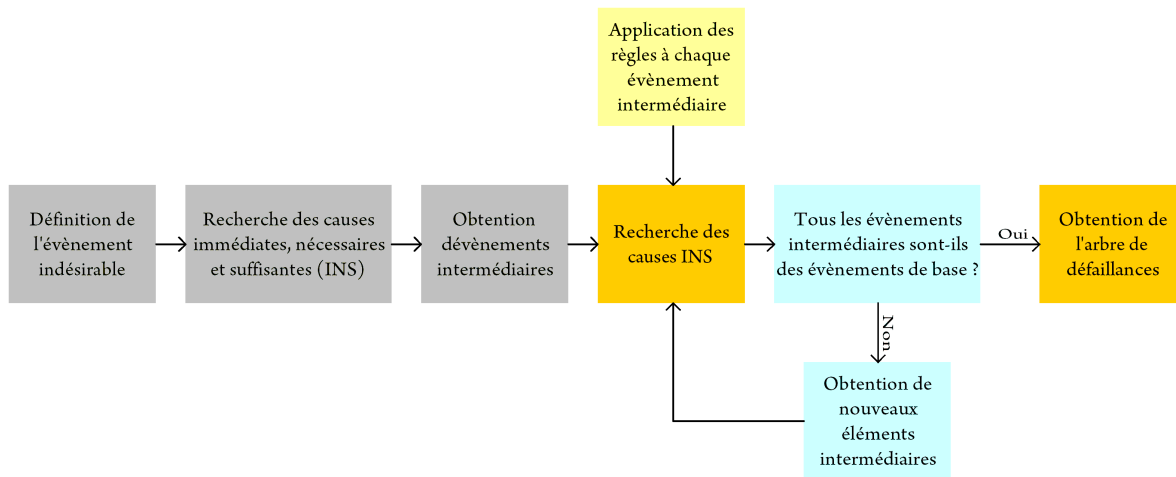 Application des
règles à chaque
évènement
intermédiaire
Définition de
l'évènement
indésirable
Recherche des causes
immédiates, nécessaires
et suffisantes (INS)
Obtention
dévènements
intermédiaires
Recherche des
causes INS
Tous les évènements
intermédiaires sont-ils
des évènements de base ?
Oui
Obtention de
l'arbre de
défaillances
Non
Obtention de
nouveaux
éléments
intermédiaires